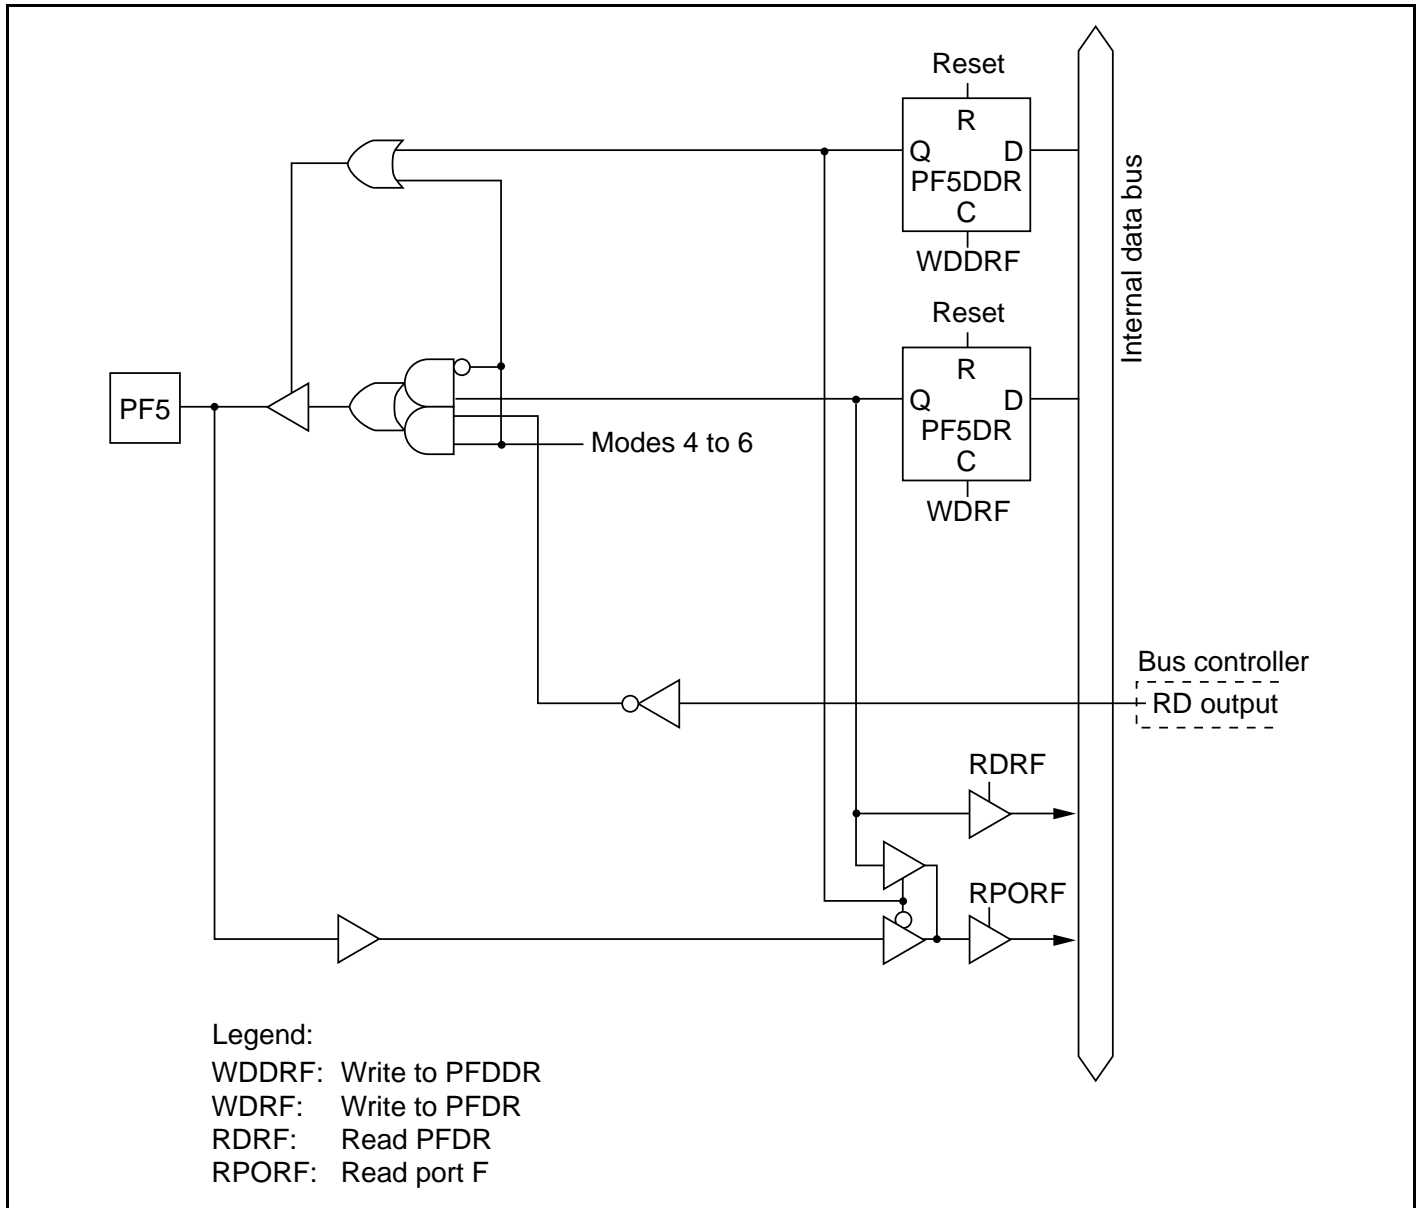 Reset
R
Q D
PF5DDR
C
WDDRF
Internal data bus
Reset
R
PF5
Q D
PF5DR
C
Modes 4 to 6
WDRF
Bus controller
RD output
RDRF
RPORF
Legend:
WDDRF: Write to PFDDR
WDRF: Write to PFDR
RDRF: Read PFDR
RPORF: Read port F